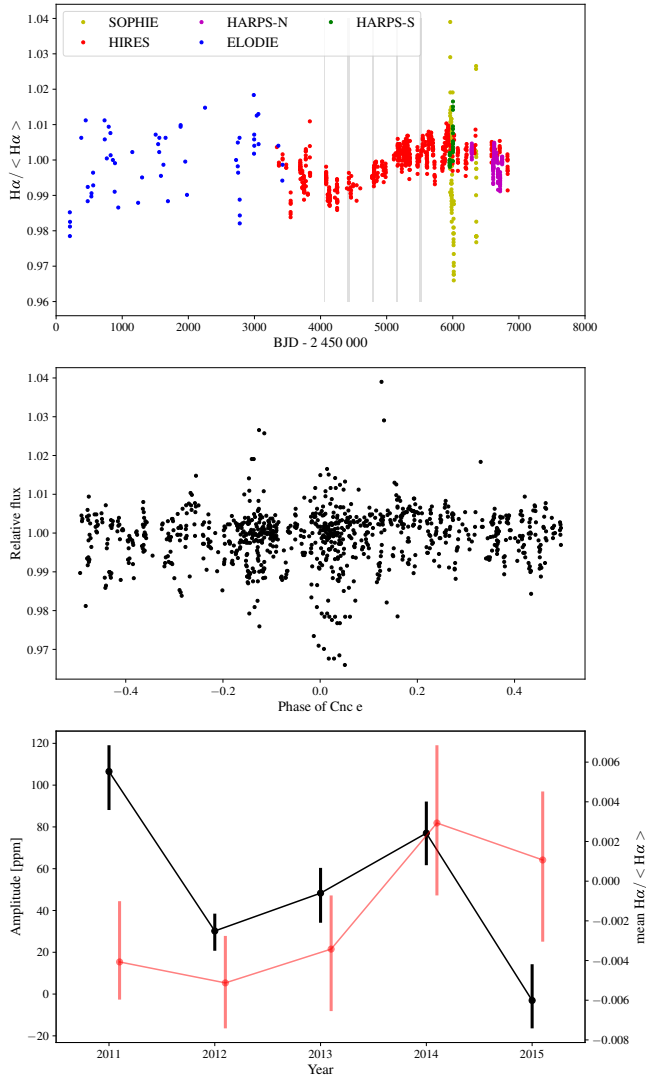 SOPHIE
HARPS-N
HARPS-S
HIRES
ELODIE
1.04
1.03
1.02
1.01
1.00
0.99
0.98
0.97
0.96
Hα/ < Hα >
0 1000 2000 3000 4000 5000 6000 7000 8000
BJD - 2 450 000
1.04
1.03
1.02
1.01
1.00
0.99
0.98
0.97
Relative flux
−0.4 −0.2 0.0 0.2 0.4
Phase of Cnc e
120
100
80
60
40
20
0
−20
Amplitude [ppm]
0.006
0.004
0.002
0.000
−0.002
−0.004
−0.006
−0.008
mean Hα/ < Hα >
2011 2012 2013 2014 2015
Year